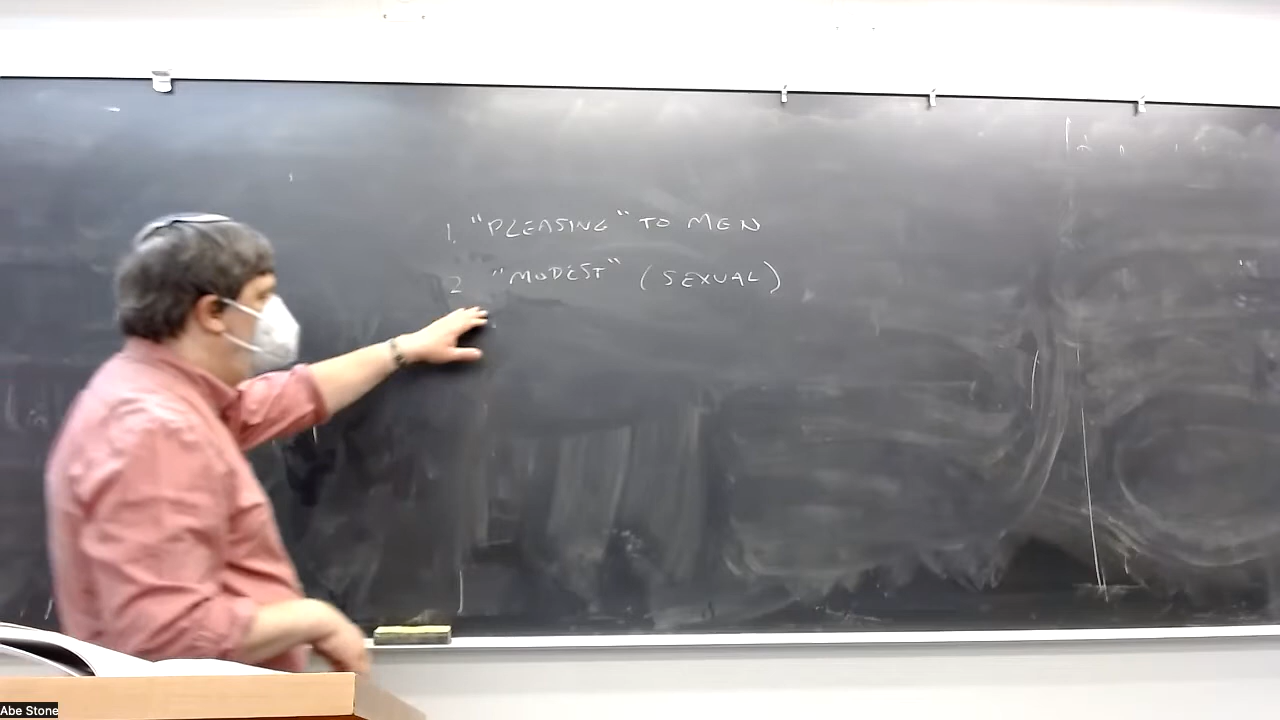 1. "PLEASING" TO MEN
2 "MODEST" (SEXUAL)
Abe Stone